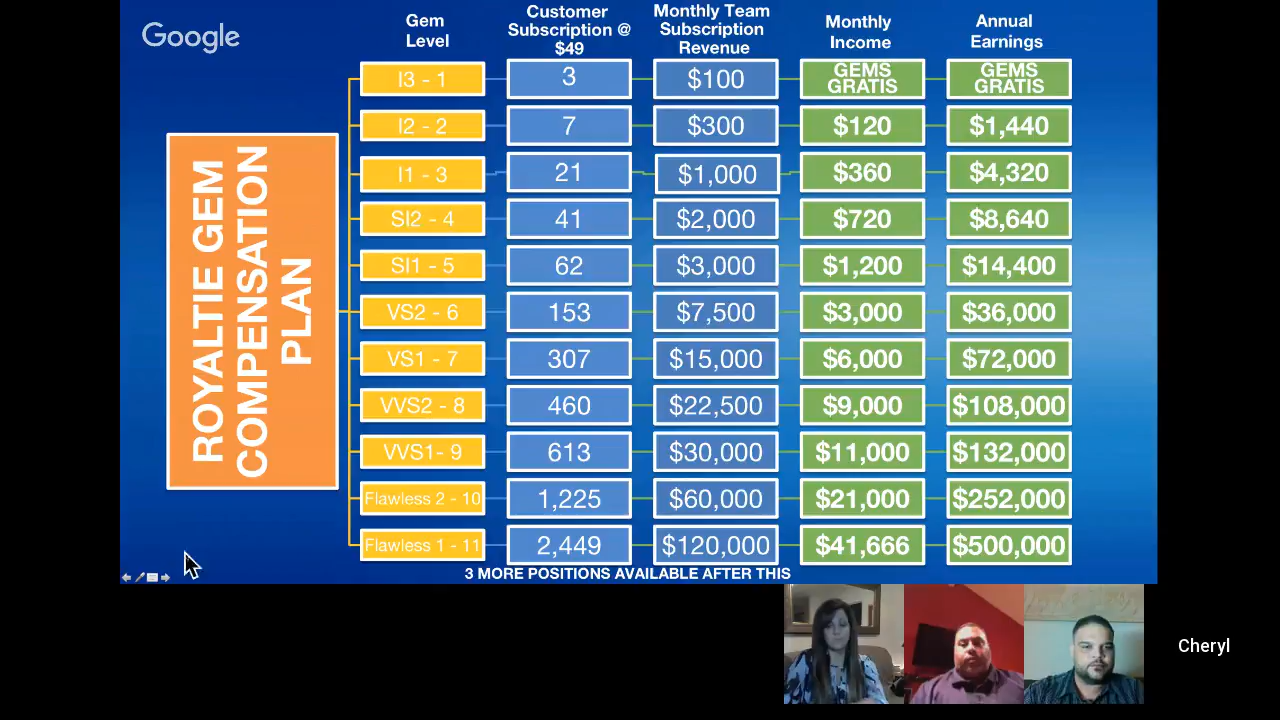 Google
Gem
Level
Customer
Subscription @
$49
Monthly Team
Subscription
Revenue
Monthly
Income
Annual
Earnings
ROYALTIE GEM
COMPENSATION
PLAN
I3 - 1
3
$100
GEMS
GRATIS
GEMS
GRATIS
I2 - 2
7
$300
$120
$1,440
I1 - 3
21
$1,000
$360
$4,320
SI2 - 4
41
$2,000
$720
$8,640
SI1 - 5
62
$3,000
$1,200
$14,400
VS2 - 6
153
$7,500
$3,000
$36,000
VS1 - 7
307
$15,000
$6,000
$72,000
VVS2 - 8
460
$22,500
$9,000
$108,000
VVS1- 9
613
$30,000
$11,000
$132,000
Flawless 2 - 10
1,225
$60,000
$21,000
$252,000
Flawless 1 - 11
2,449
$120,000
$41,666
$500,000
3 MORE POSITIONS AVAILABLE AFTER THIS
Cheryl